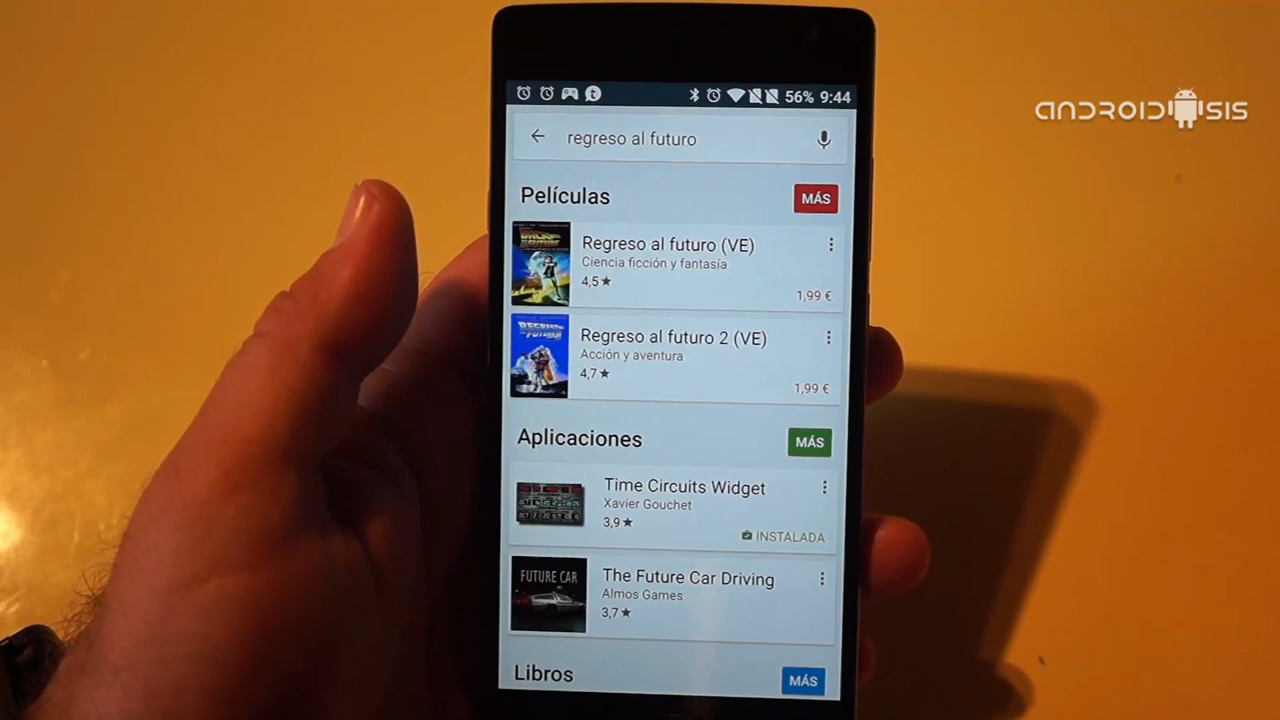 ANDROIDSIS
56% 9:44
regreso al futuro
Películas
MÁS
Regreso al futuro (VE)
Ciencia ficción y fantasía
4,5★
1,99 €
Regreso al futuro 2 (VE)
Acción y aventura
4,7★
1,99 €
Aplicaciones
MÁS
Time Circuits Widget
Xavier Gouchet
3,9★
INSTALADA
FUTURE CAR
The Future Car Driving
Almos Games
3,7★
Libros
MÁS